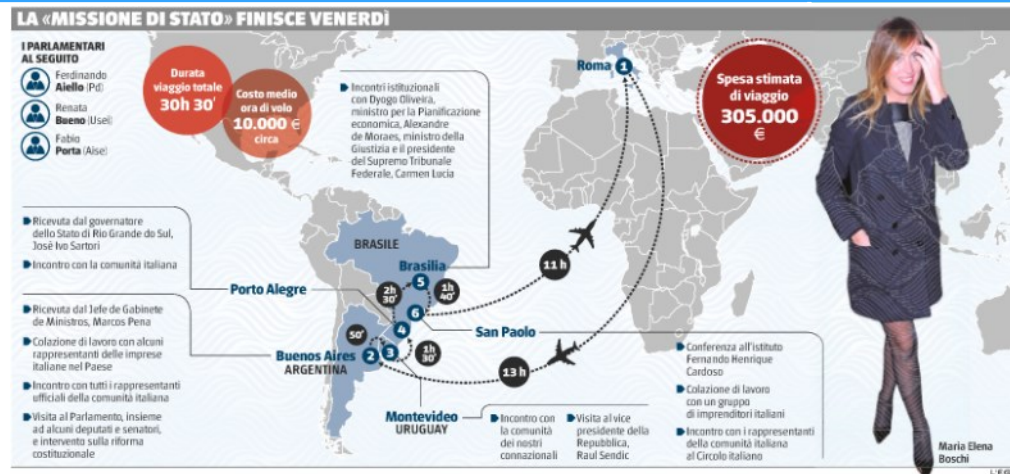 LA «MISSIONE DI STATO» FINISCE VENERDÌ
I PARLAMENTARI
AL SEGUITO
Ferdinando
Aiello (Pd)
Renata
Bueno (Usei)
Fabio
Porta (Aise)
Durata
viaggio totale
30h 30'
Costo medio
ora di volo
10.000 €
circa
Incontri istituzionali
con Dyogo Oliveira,
ministro per la Pianificazione
economica, Alexandre
de Moraes, ministro della
Giustizia e il presidente
del Supremo Tribunale
Federale, Carmen Lucia
Roma 1
Spesa stimata
di viaggio
305.000
€
Ricevuta dal governatore
dello Stato di Rio Grande do Sul,
José Ivo Sartori
Incontro con la comunità italiana
BRASILE
Brasilia
5
Porto Alegre
2h
30'
1h
40'
11 h
6
4
San Paolo
Ricevuta dal Jefe de Gabinete
de Ministros, Marcos Pena
Colazione di lavoro con alcuni
rappresentanti delle imprese
italiane nel Paese
Incontro con tutti i rappresentanti
ufficiali della comunità italiana
Visita al Parlamento, insieme
ad alcuni deputati e senatori,
e intervento sulla riforma
costituzionale
50'
Buenos Aires 2
ARGENTINA
3
1h
30'
13 h
Montevideo
URUGUAY
Incontro con
la comunità
dei nostri
connazionali
Visita al vice
presidente della
Repubblica,
Raul Sendic
Conferenza all'istituto
Fernando Henrique
Cardoso
Colazione di lavoro
con un gruppo
di imprenditori italiani
Incontro con i rappresentanti
della comunità italiana
al Circolo italiano
Maria Elena
Boschi